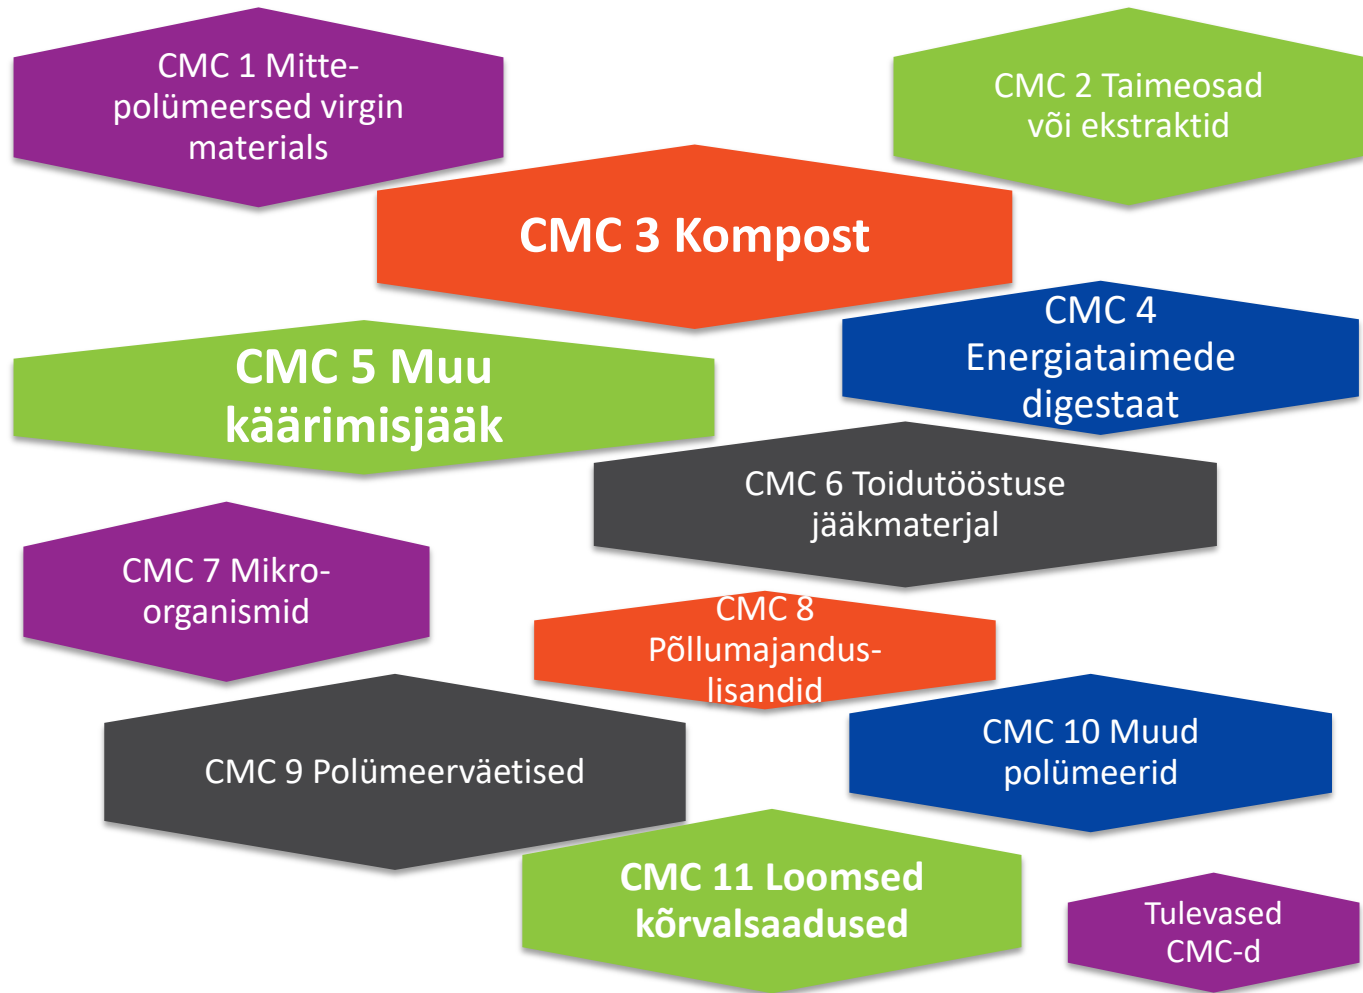 CMC 1 Mitte-
polümeersed virgin
materials
CMC 2 Taimeosad
või ekstraktid
CMC 3 Kompost
CMC 4
Energiataimede
digestaat
CMC 5 Muu
käärimisjääk
CMC 6 Toidutööstuse
jääkmaterjal
CMC 7 Mikro-
organismid
CMC 8
Põllumajandus-
lisandid
CMC 9 Polümeerväetised
CMC 10 Muud
polümeerid
CMC 11 Loomsed
kõrvalsaadused
Tulevased
CMC-d